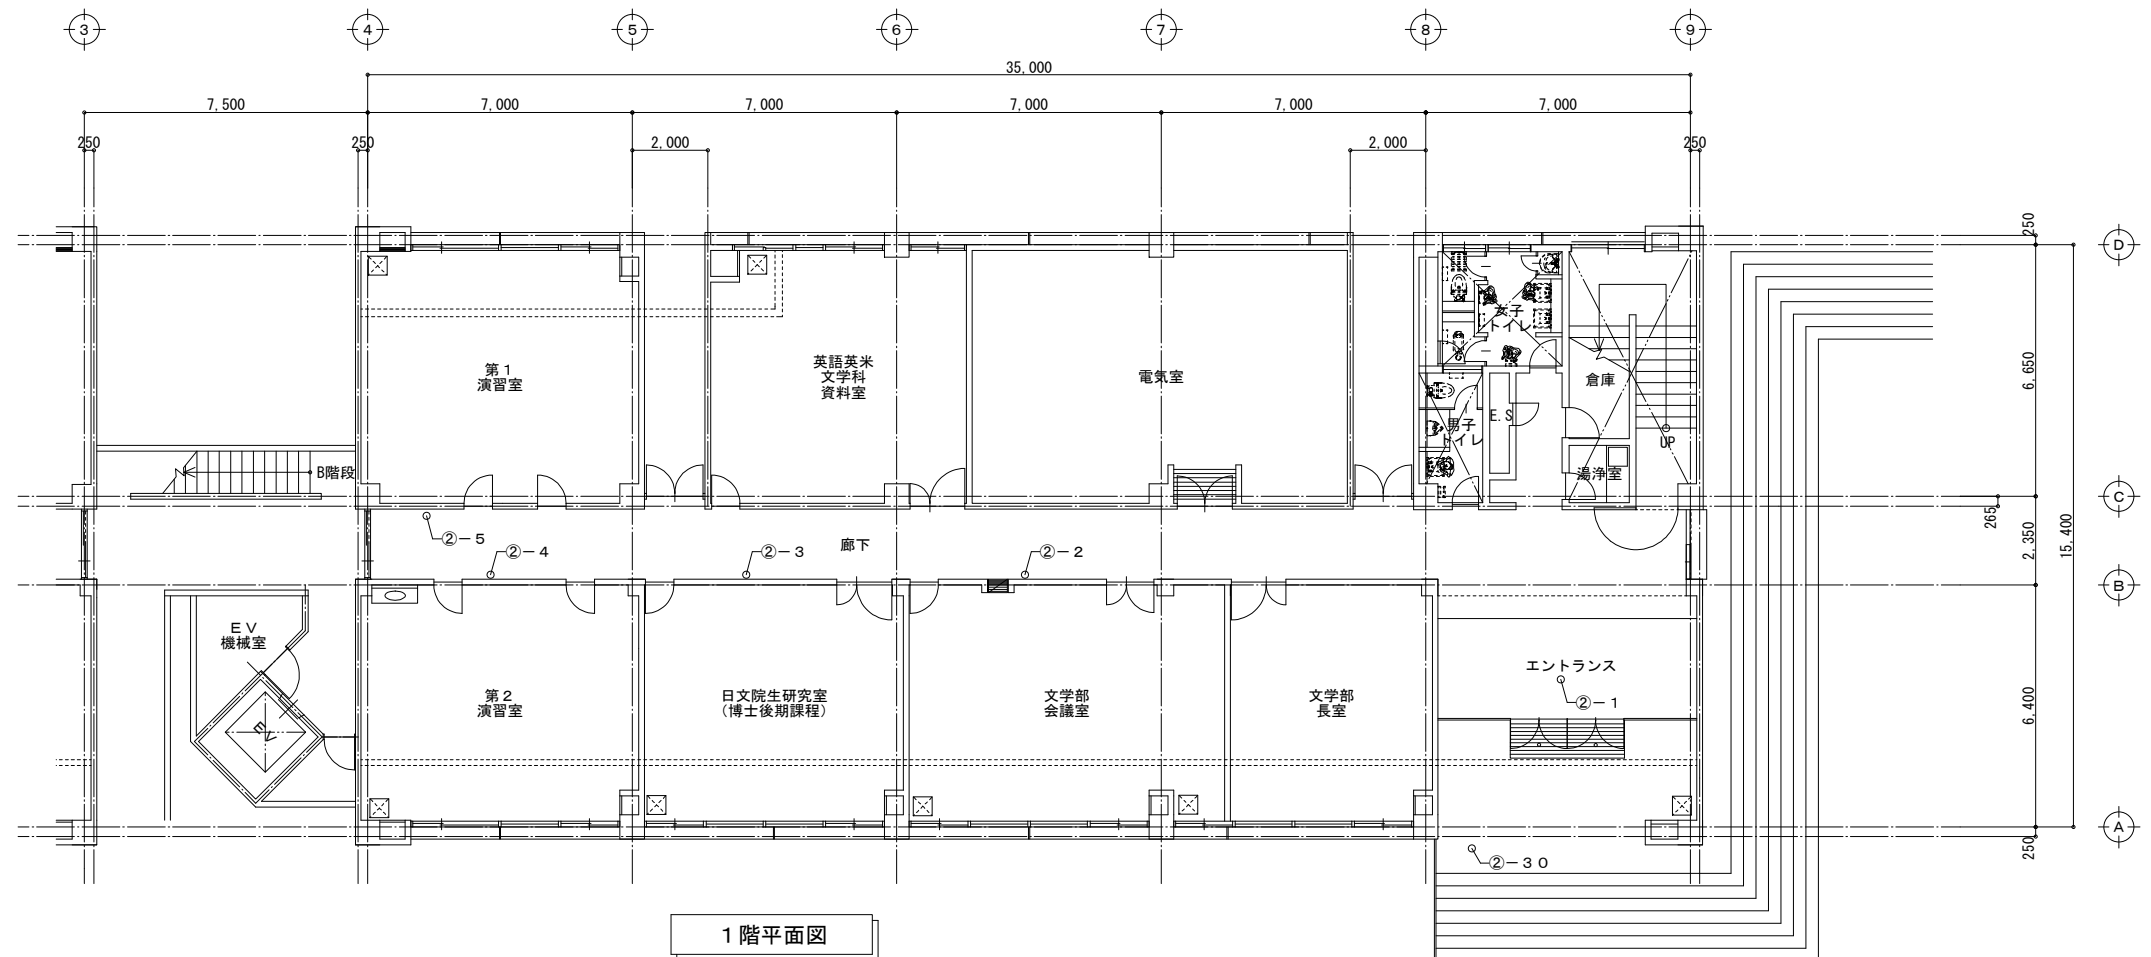 3 4 5 6 7 8 9
35,000
7,500 7,000 7,000 7,000 7,000 7,000
250 250 2,000 2,000 250
250
D
第1
演習室
英語英米
文学科
資料室
電気室
女子
トイレ
倉庫
6,650
男子
トイレ
E.S
UP
B階段
湯浄室
C
265
②-5
②-4
②-3
廊下
②-2
2,350
15,400
B
EV
機械室
エントランス
第2
演習室
日文院生研究室
(博士後期課程)
文学部
会議室
文学部
長室
②-1
6,400
EV
A
250
②-30
1階平面図